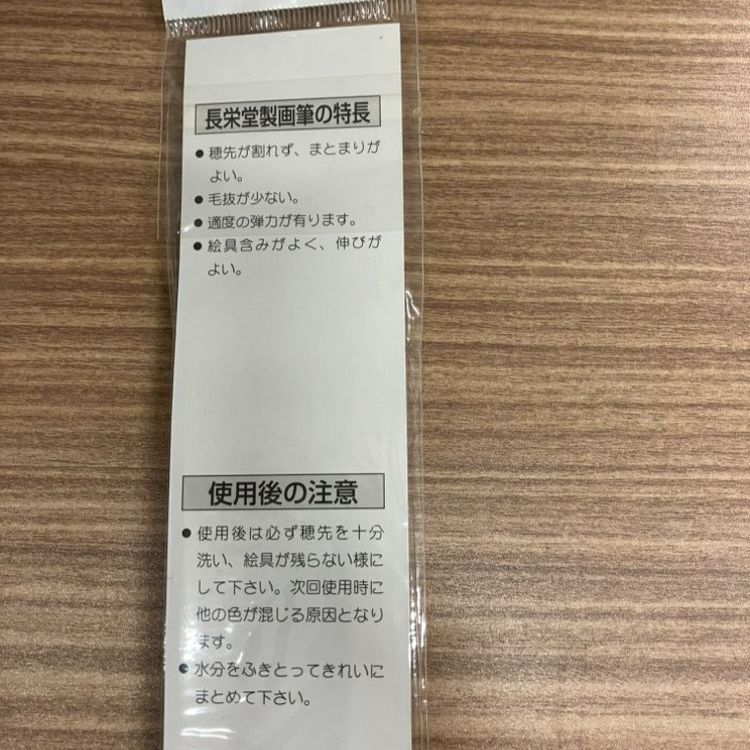 長栄堂製画筆の特長
● 穂先が割れず、まとまりが
よい。
● 毛抜が少ない。
● 適度の弾力が有ります。
● 絵具含みがよく、伸びが
よい。
使用後の注意
● 使用後は必ず穂先を十分
洗い、絵具が残らない様に
して下さい。次回使用時に
他の色が混じる原因となり
ます。
● 水分をふきとってきれいに
まとめて下さい。